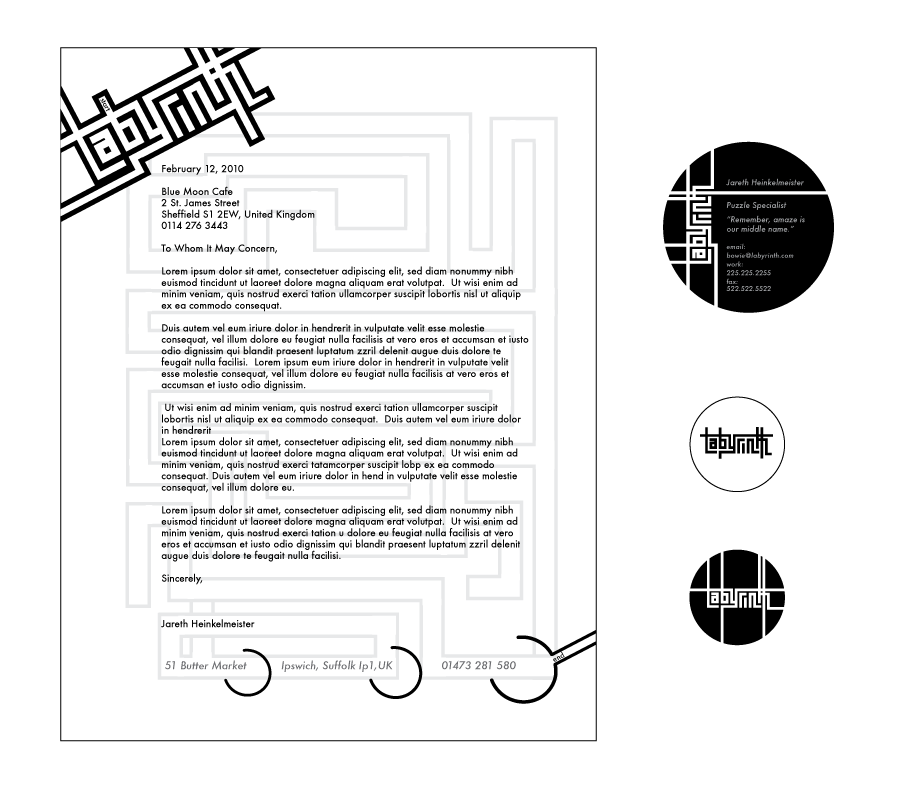 labyrinth
start
February 12, 2010
Blue Moon Cafe
2 St. James Street
Sheffield S1 2EW, United Kingdom
0114 276 3443
To Whom It May Concern,
Lorem ipsum dolor sit amet, consectetuer adipiscing elit, sed diam nonummy nibh
euismod tincidunt ut laoreet dolore magna aliquam erat volutpat.  Ut wisi enim ad
minim veniam, quis nostrud exerci tation ullamcorper suscipit lobortis nisl ut aliquip
ex ea commodo consequat.
Duis autem vel eum iriure dolor in hendrerit in vulputate velit esse molestie
consequat, vel illum dolore eu feugiat nulla facilisis at vero eros et accumsan et iusto
odio dignissim qui blandit praesent luptatum zzril delenit augue duis dolore te
feugait nulla facilisi.  Lorem ipsum eum iriure dolor in hendrerit in vulputate velit
esse molestie consequat, vel illum dolore eu feugiat nulla facilisis at vero eros et
accumsan et iusto odio dignissim.
Ut wisi enim ad minim veniam, quis nostrud exerci tation ullamcorper suscipit
lobortis nisl ut aliquip ex ea commodo consequat.  Duis autem vel eum iriure dolor
in hendrerit
Lorem ipsum dolor sit amet, consectetuer adipiscing elit, sed diam nonummy nibh
euismod tincidunt ut laoreet dolore magna aliquam erat volutpat.  Ut wisi enim ad
minim veniam, quis nostrud exerci tatamcorper suscipit lobp ex ea commodo
consequat. Duis autem vel eum iriure dolor in hend in vulputate velit esse molestie
consequat, vel illum dolore eu.
Lorem ipsum dolor sit amet, consectetuer adipiscing elit, sed diam nonummy nibh
euismod tincidunt ut laoreet dolore magna aliquam erat volutpat.  Ut wisi enim ad
minim veniam, quis nostrud exerci tation u dolore eu feugiat nulla facilisis at vero
eros et accumsan et iusto odio dignissim qui blandit praesent luptatum zzril delenit
augue duis dolore te feugait nulla facilisi.
Sincerely,
Jareth Heinkelmeister
51 Butter Market
Ipswich, Suffolk Ip1,UK
01473 281 580
end
labyrinth
Jareth Heinkelmeister
Puzzle Specialist
"Remember, amaze is
our middle name."
email:
bowie@labyrinth.com
work:
225.225.2255
fax:
522.522.5522
labyrinth
labyrinth